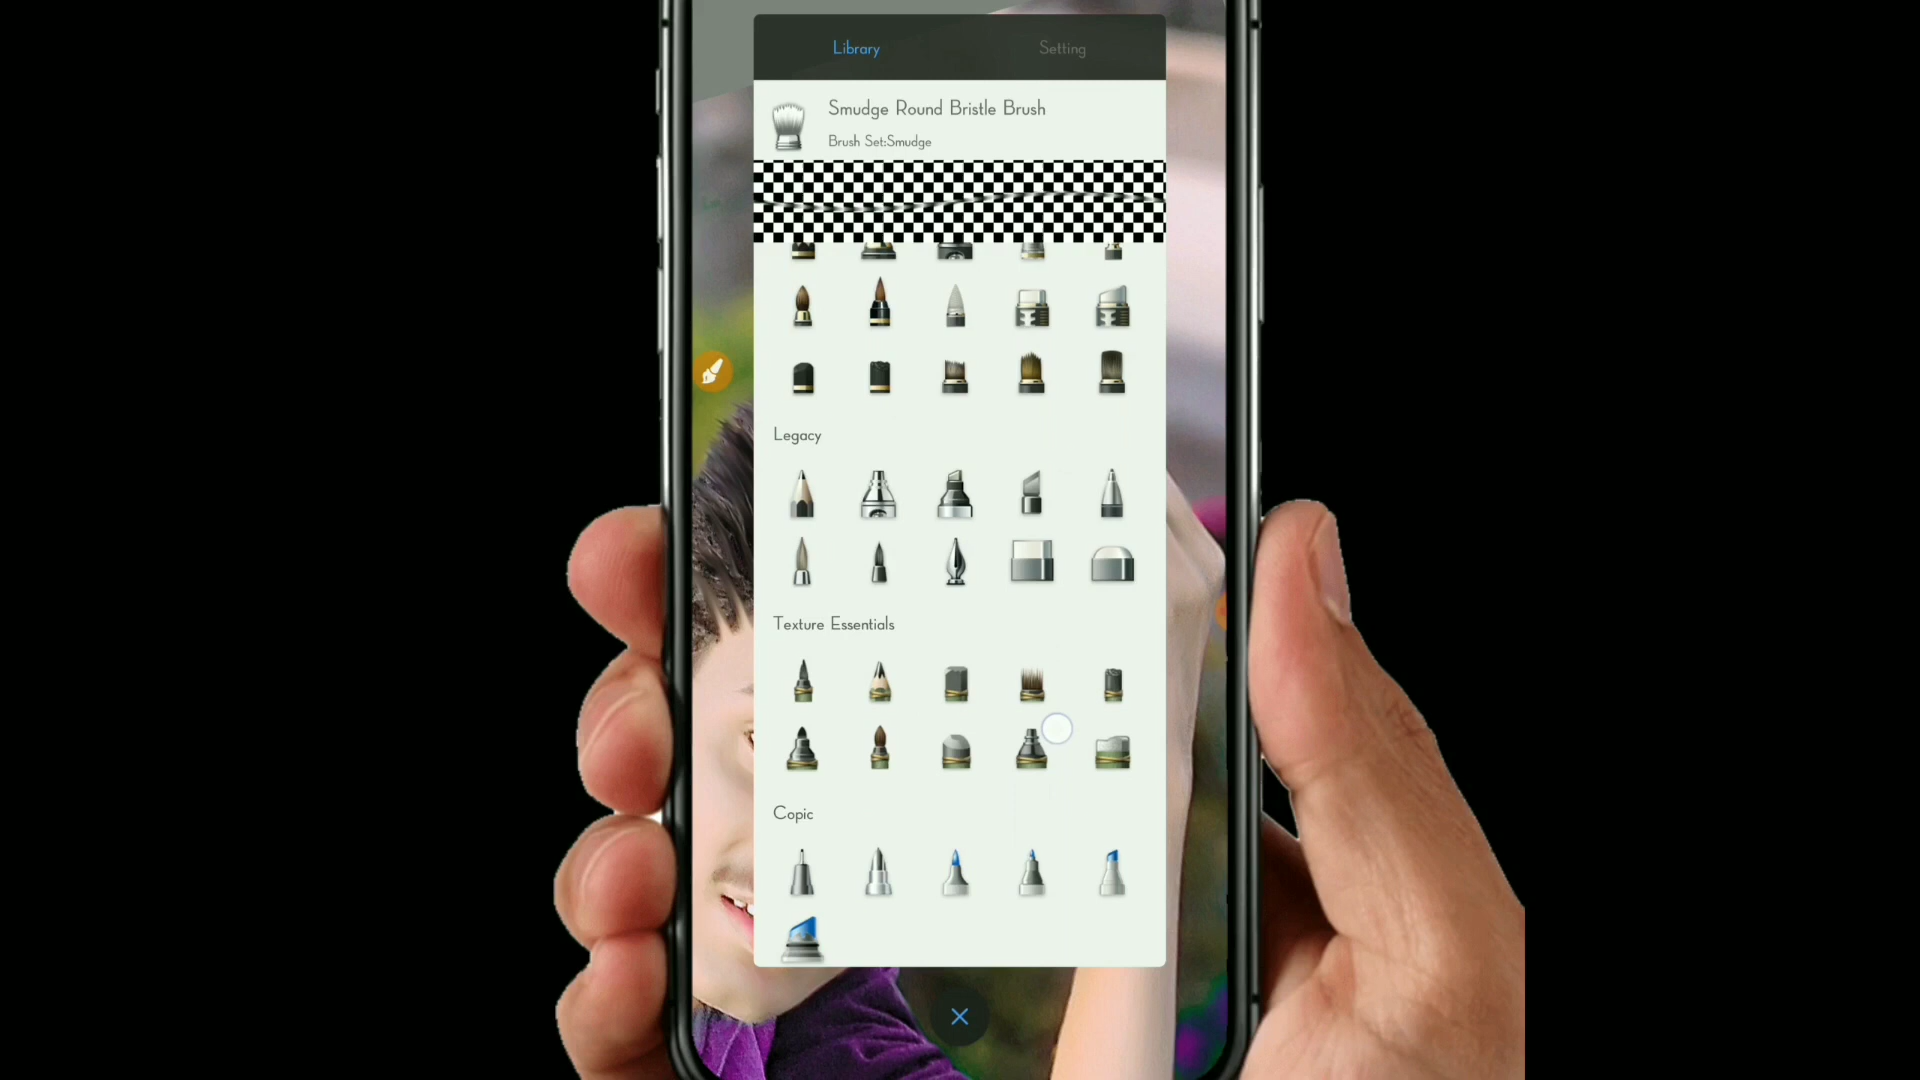 Library
Setting
Smudge Round Bristle Brush
Brush Set:Smudge
Legacy
Texture Essentials
Copic